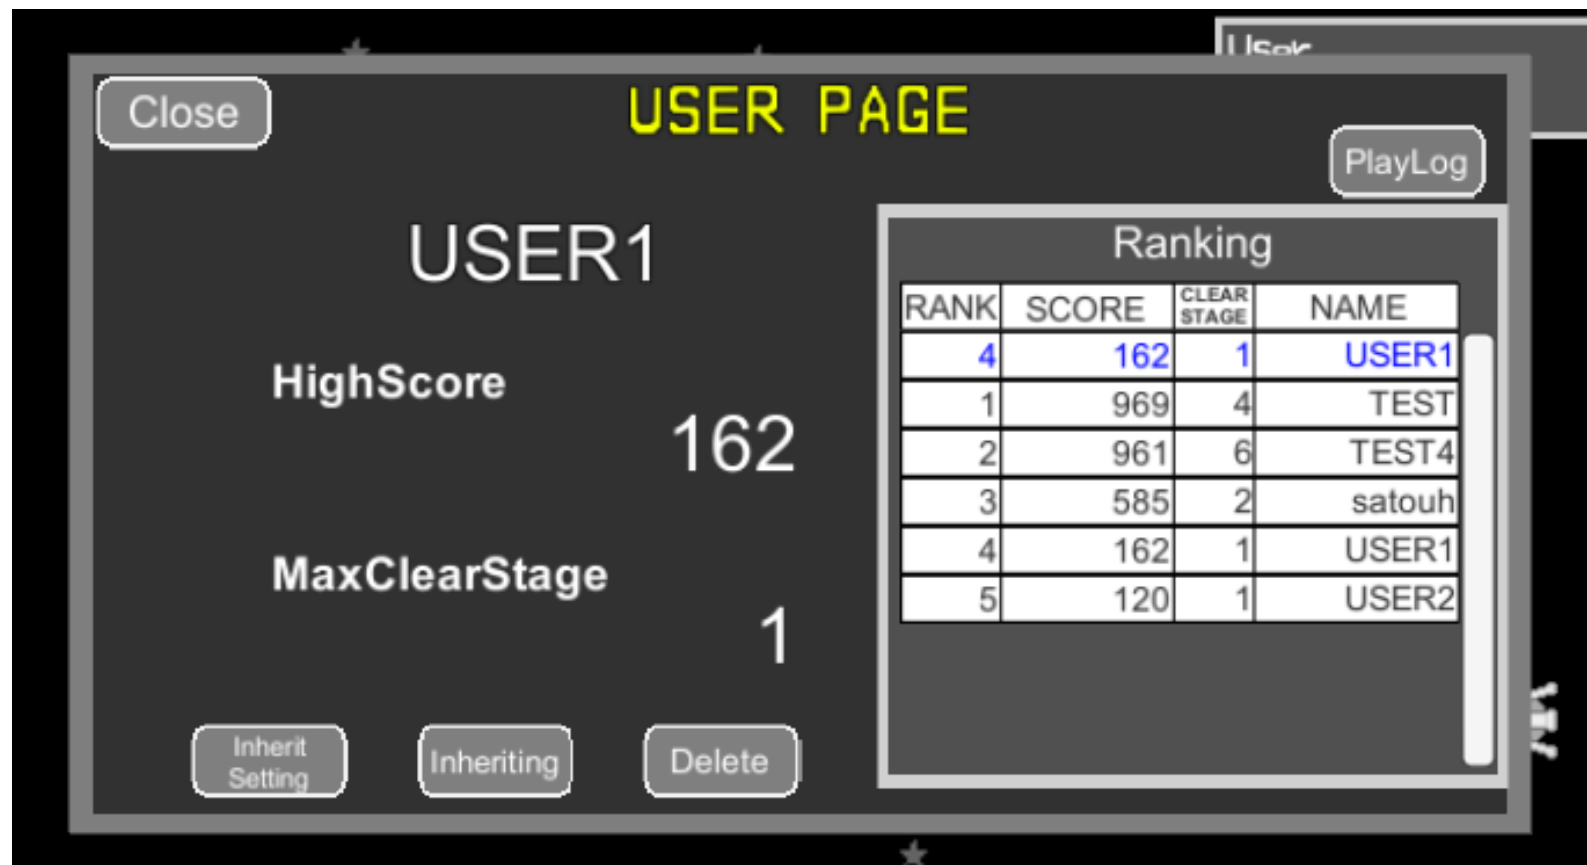 User
Close
USER PAGE
PlayLog
USER1
HighScore
162
MaxClearStage
1
Inherit
Setting
Inheriting
Delete
Ranking
RANK SCORE CLEAR STAGE NAME
4 162 1 USER1
1 969 4 TEST
2 961 6 TEST4
3 585 2 satouh
4 162 1 USER1
5 120 1 USER2